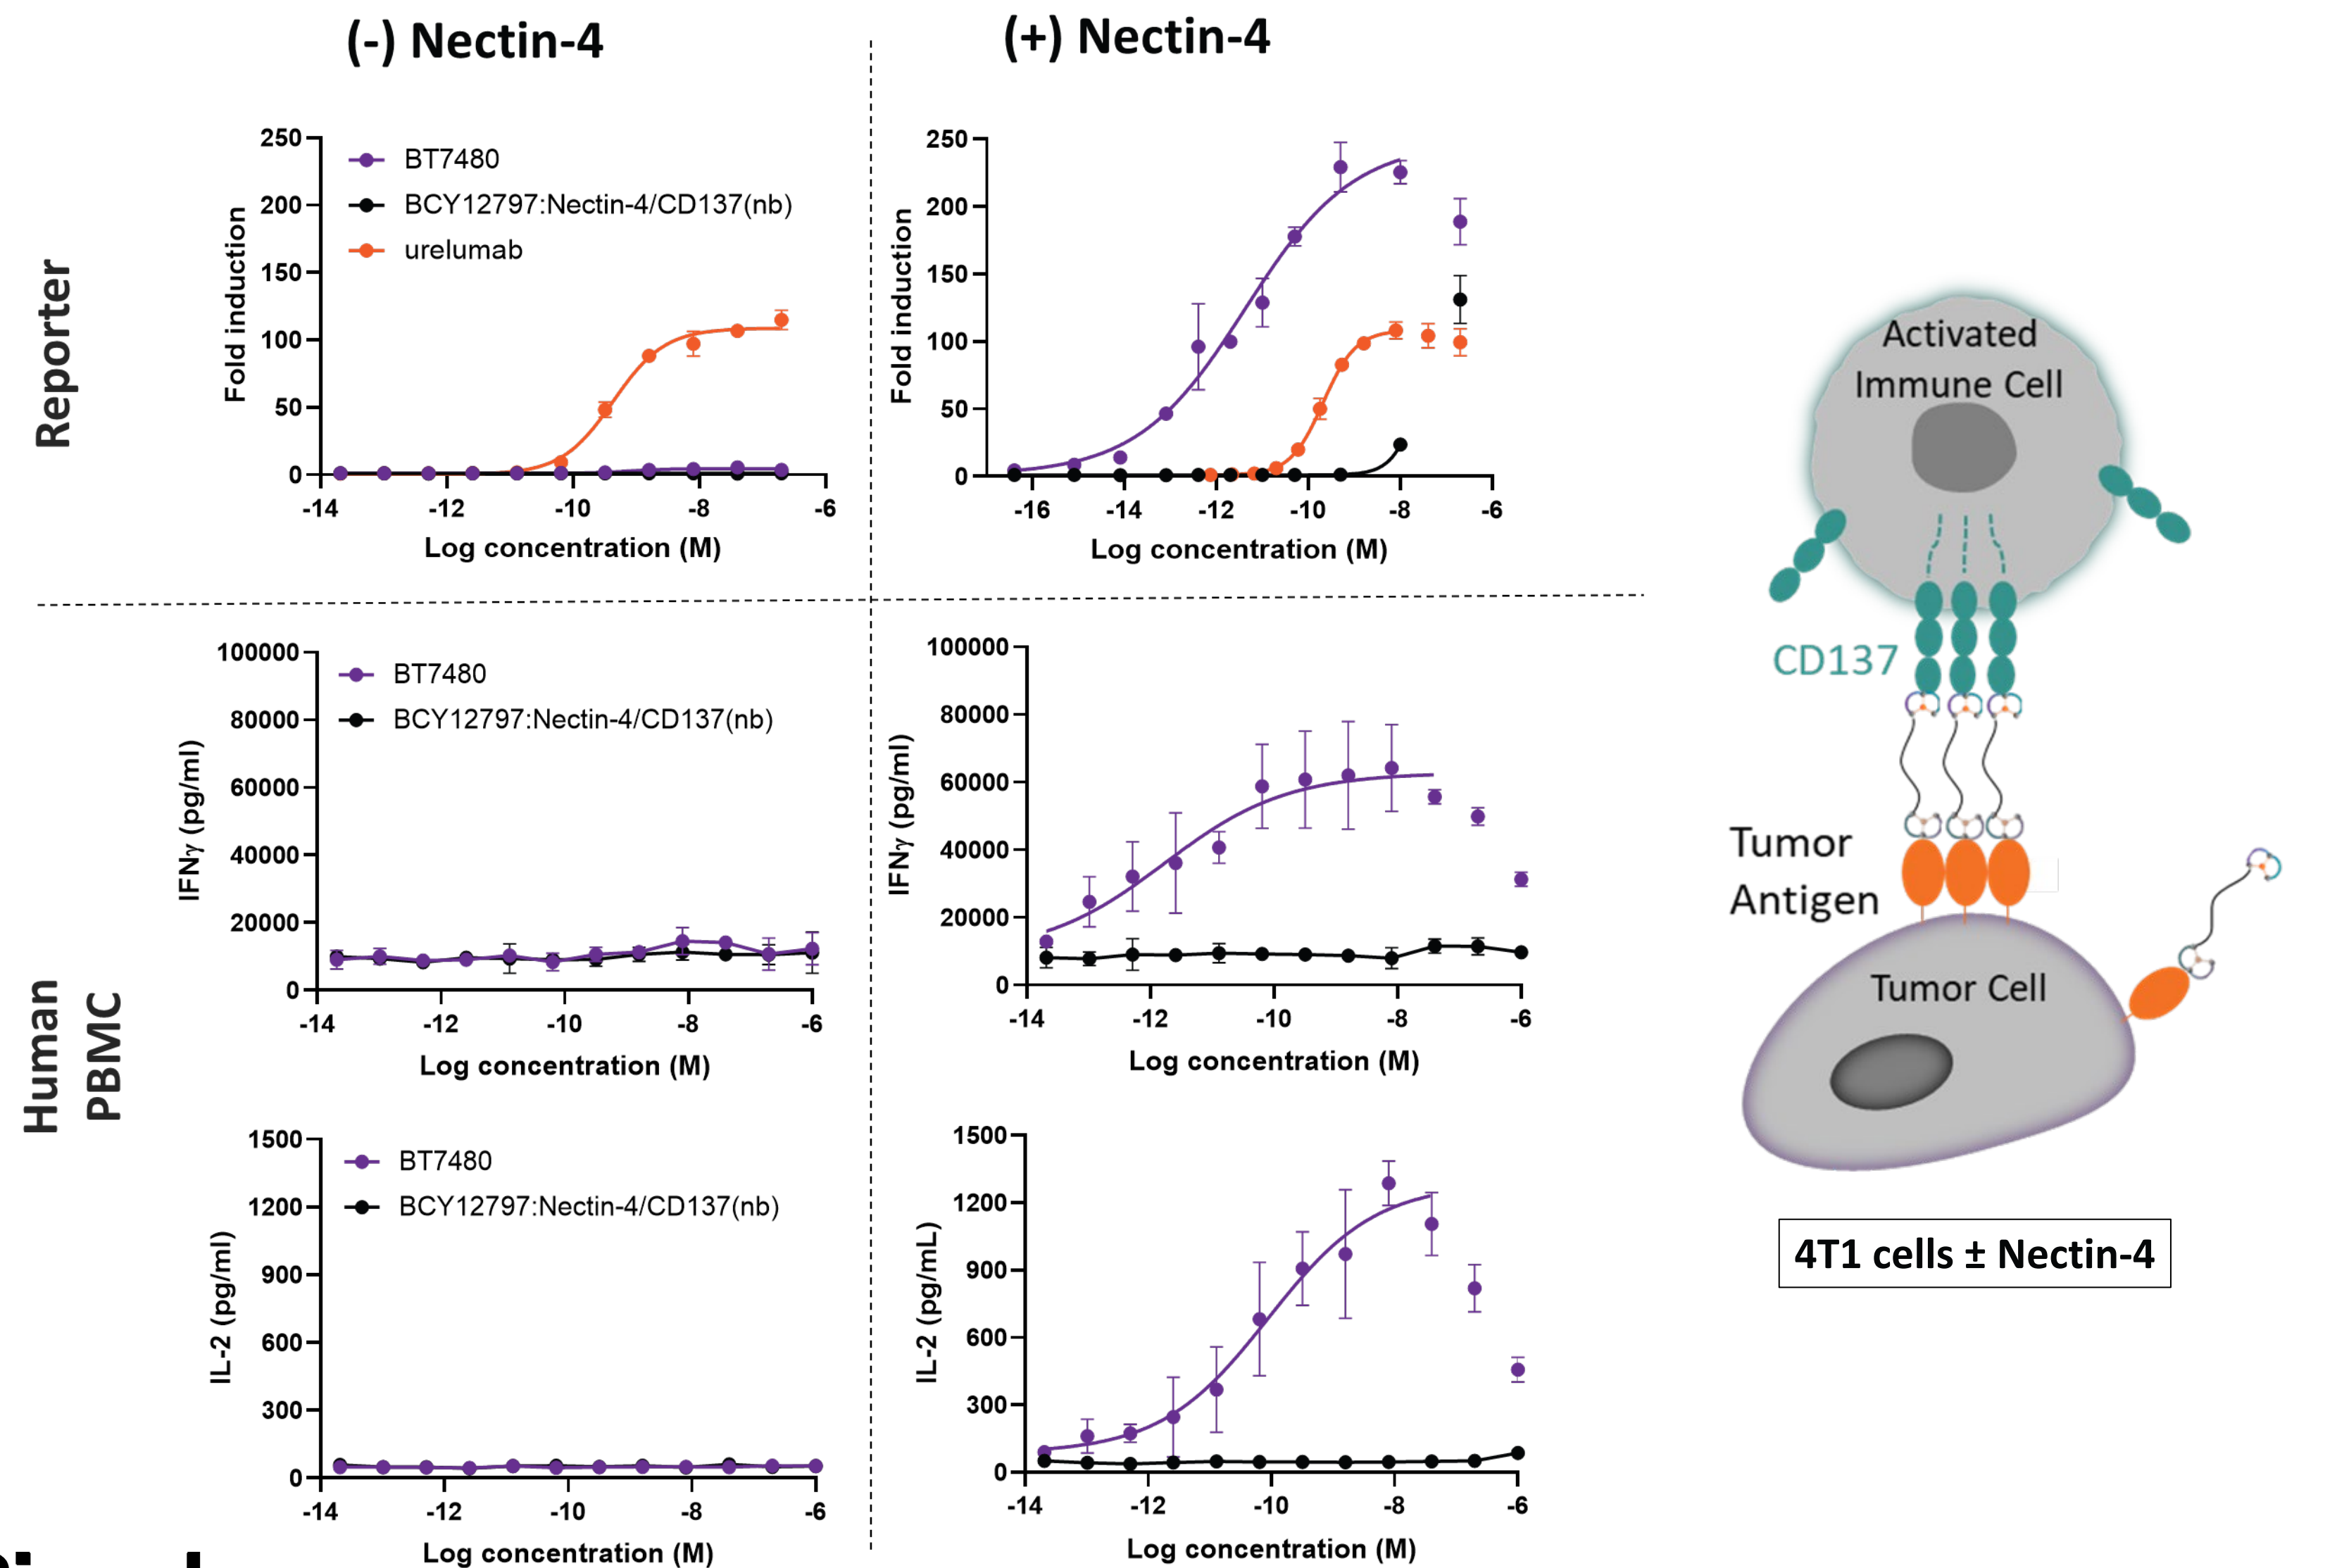 (-) Nectin-4
(+) Nectin-4
Reporter
Fold induction
250
200
150
100
50
0
BT7480
BCY12797:Nectin-4/CD137(nb)
urelumab
-14 -12 -10 -8 -6
Log concentration (M)
Fold induction
250
200
150
100
50
0
-16 -14 -12 -10 -8 -6
Log concentration (M)
Human
PBMC
IFNγ (pg/ml)
100000
80000
60000
40000
20000
0
BT7480
BCY12797:Nectin-4/CD137(nb)
-14 -12 -10 -8 -6
Log concentration (M)
IFNγ (pg/ml)
100000
80000
60000
40000
20000
0
-14 -12 -10 -8 -6
Log concentration (M)
IL-2 (pg/ml)
1500
1200
900
600
300
0
BT7480
BCY12797:Nectin-4/CD137(nb)
-14 -12 -10 -8 -6
Log concentration (M)
IL-2 (pg/mL)
1500
1200
900
600
300
0
-14 -12 -10 -8 -6
Log concentration (M)
Activated
Immune Cell
CD137
Tumor
Antigen
Tumor Cell
4T1 cells ± Nectin-4